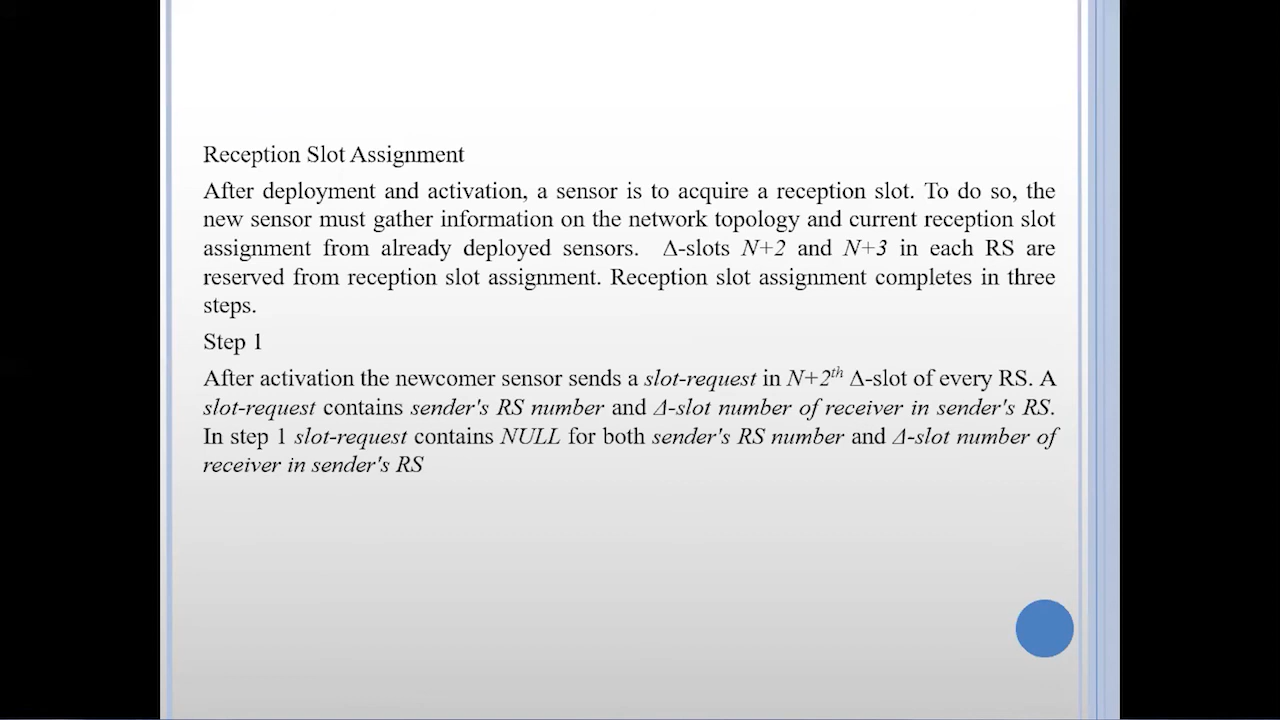 Reception Slot Assignment
After deployment and activation, a sensor is to acquire a reception slot. To do so, the
new sensor must gather information on the network topology and current reception slot
assignment from already deployed sensors. Δ-slots N+2 and N+3 in each RS are
reserved from reception slot assignment. Reception slot assignment completes in three
steps.
Step 1
After activation the newcomer sensor sends a slot-request in N+2th Δ-slot of every RS. A
slot-request contains sender's RS number and Δ-slot number of receiver in sender's RS.
In step 1 slot-request contains NULL for both sender's RS number and Δ-slot number of
receiver in sender's RS